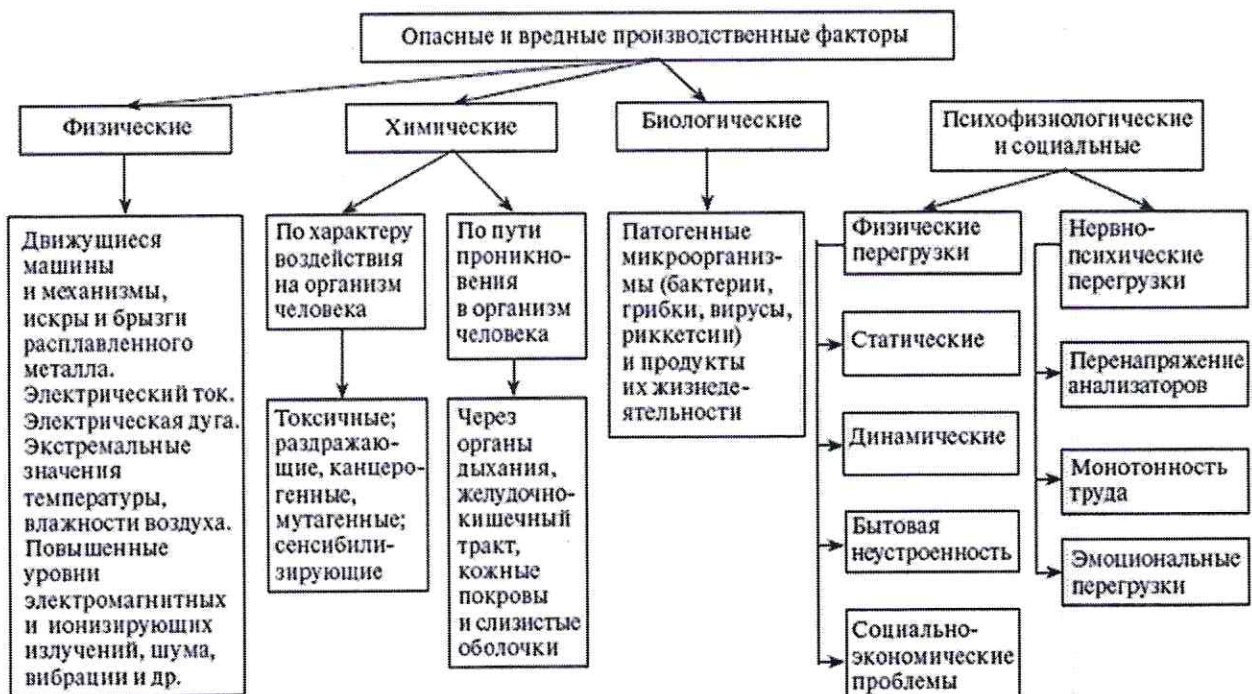 Опасные и вредные производственные факторы
Физические
Химические
Биологические
Психофизиологические
и социальные
Движущиеся
машины
и механизмы,
искры и брызги
расплавленного
металла.
Электрический ток.
Электрическая дуга.
Экстремальные
значения
температуры,
влажности воздуха.
Повышенные
уровни
электромагнитных
и ионизирующих
излучений, шума,
вибрации и др.
По характеру
воздействия
на организм
человека
Токсичные;
раздражаю-
щие, канцеро-
генные,
мутагенные;
сенсибили-
зирующие
По пути
проникно-
вения
в организм
человека
Через
органы
дыхания,
желудочно-
кишечный
тракт,
кожные
покровы
и слизистые
оболочки
Патогенные
микроорганиз-
мы (бактерии,
грибки, вирусы,
риккетсии)
и продукты
их жизнеде-
ятельности
Физические
перегрузки
Статические
Динамические
Бытовая
неустроенность
Социально-
экономические
проблемы
Нервно-
психические
перегрузки
Перенапряжение
анализаторов
Монотонность
труда
Эмоциональные
перегрузки